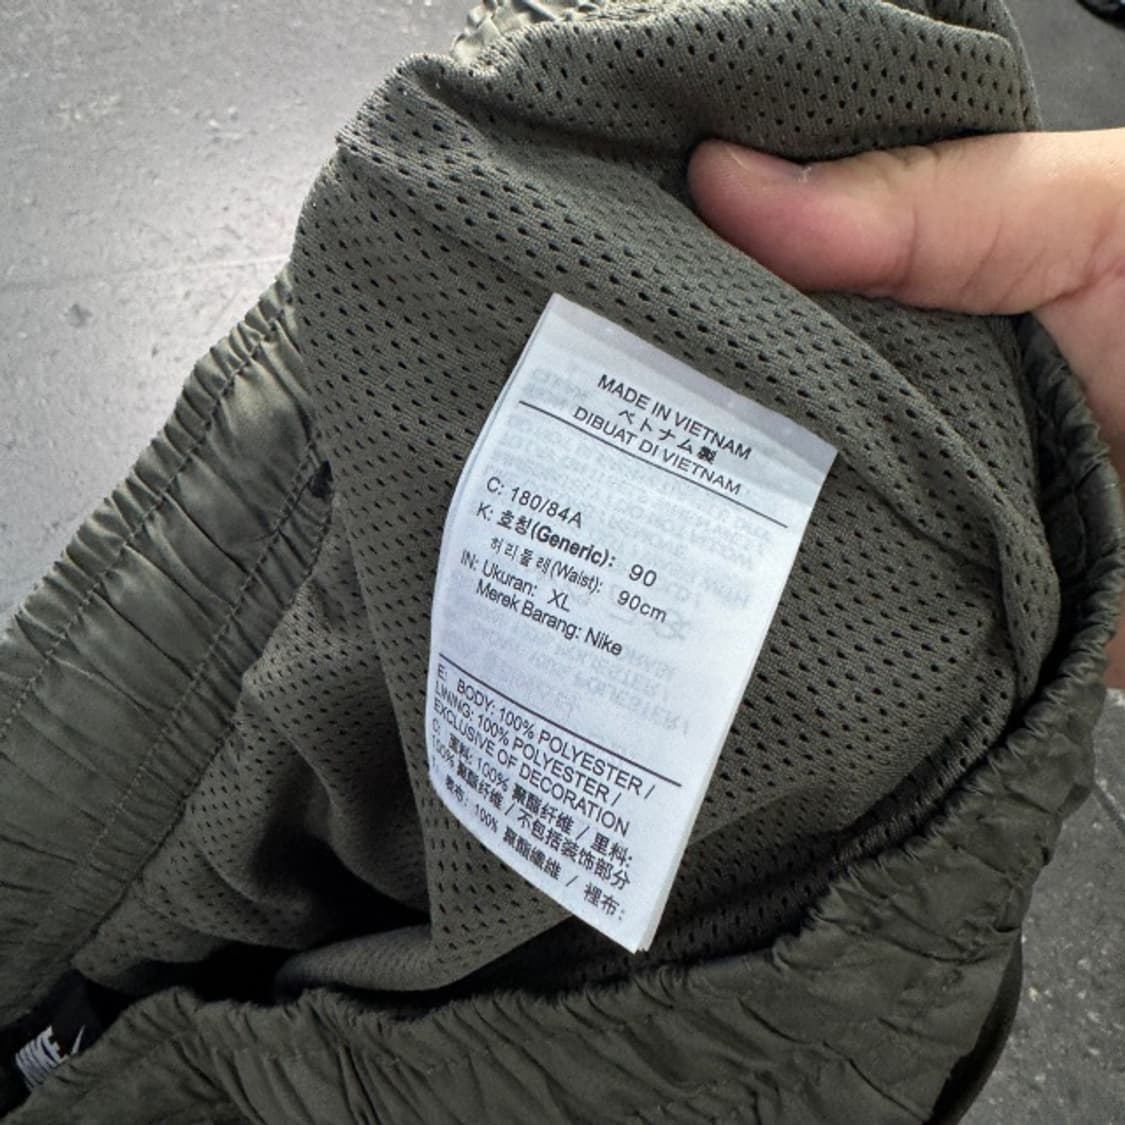 MADE IN VIETNAM
ベトナム製
DIBUAT DI VIETNAM
C: 180/84A
K: 호칭(Generic): 90
허리둘레(Waist): 90cm
IN: Ukuran: XL
Merek Barang: Nike
E: BODY: 100% POLYESTER /
LINING: 100% POLYESTER /
EXCLUSIVE OF DECORATION
C: 面料: 100% 聚酯纤维 / 里料:
100% 聚酯纤维 / 不包括装饰部分
表布: 100% 聚酯纖維 / 裡布:
NIKE